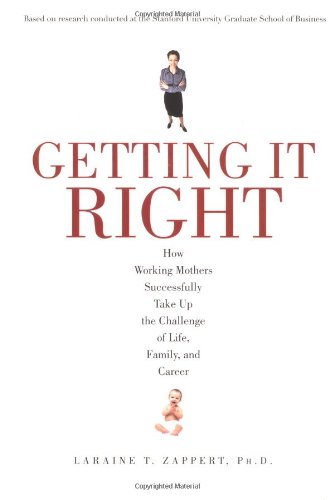 Copyrighted Material
Based on research conducted at the Stanford University Graduate School of Business
GETTING IT
RIGHT
How
Working Mothers
Successfully
Take Up
the Challenge
of Life,
Family, and
Career
LARAINE T. ZAPPERT, PH.D.
Copyrighted Material